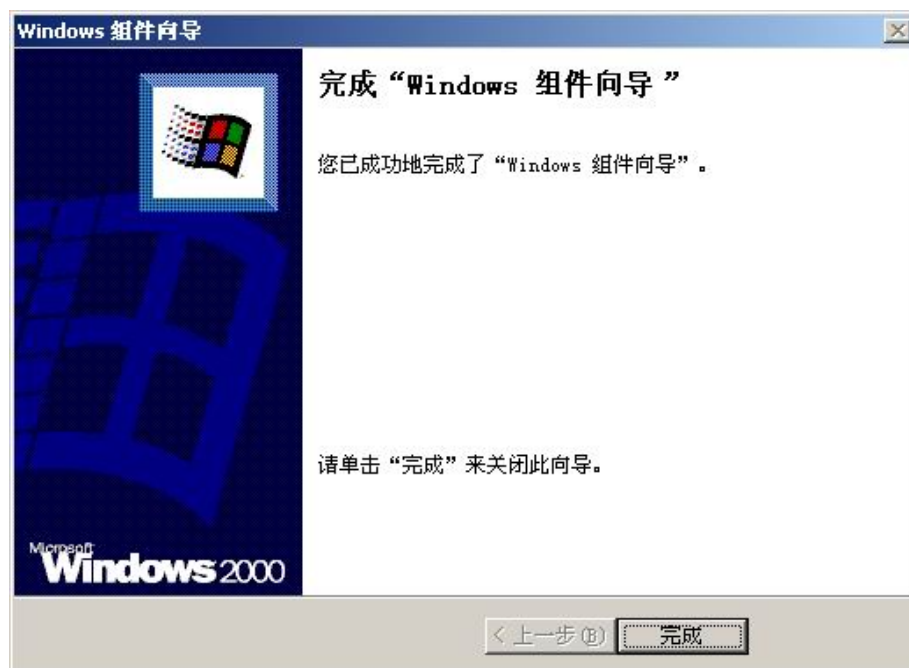 Windows 组件向导
完成“Windows 组件向导”
您已成功地完成了“Windows 组件向导”。
请单击“完成”来关闭此向导。
Microsoft
Windows 2000
< 上一步(B)
完成